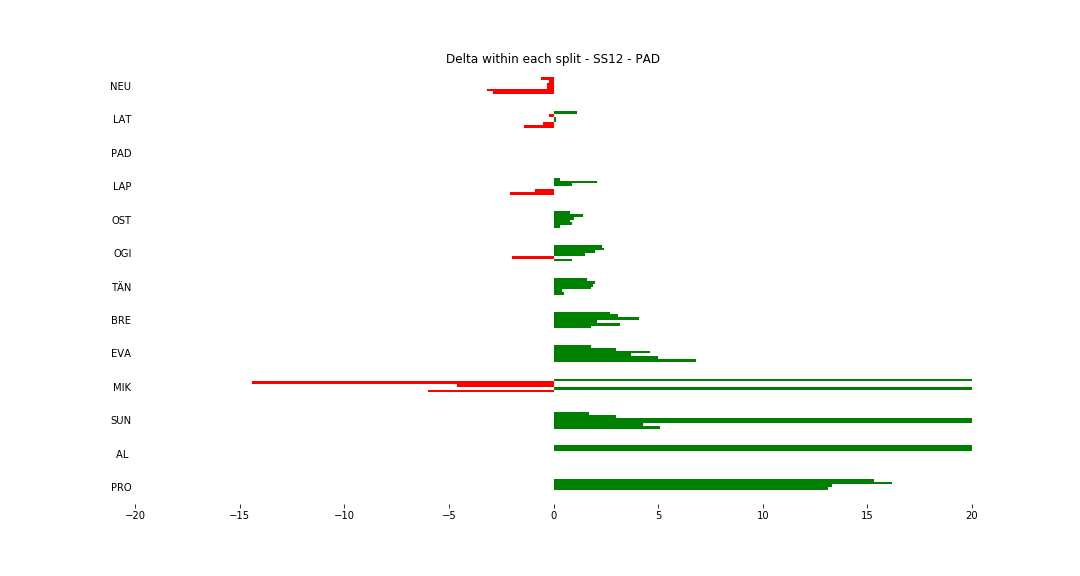 Delta within each split - SS12 - PAD
NEU
LAT
PAD
LAP
OST
OGI
TÄN
BRE
EVA
MIK
SUN
AL
PRO
−20 −15 −10 −5 0 5 10 15 20